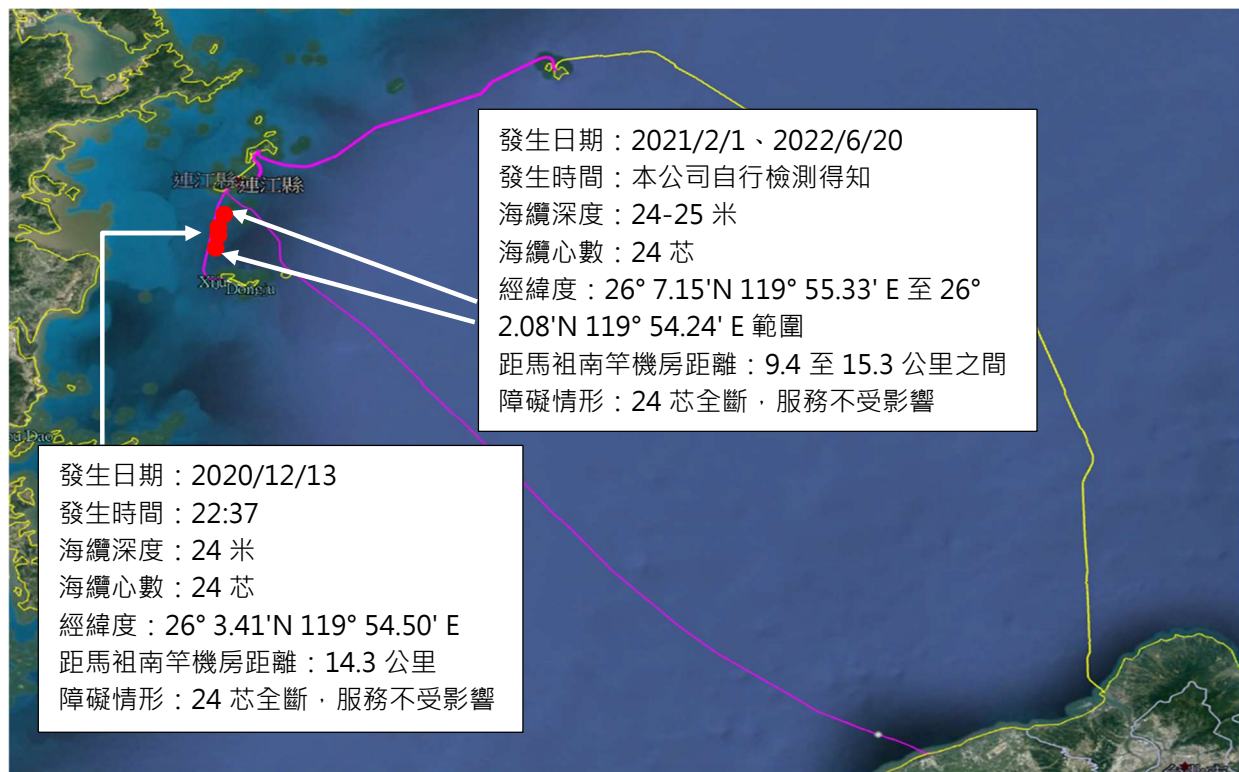 發生日期：2021/2/1、2022/6/20
發生時間：本公司自行檢測得知
海纜深度：24-25 米
海纜心數：24 芯
經緯度：26° 7.15'N 119° 55.33' E 至 26°
2.08'N 119° 54.24' E 範圍
距馬祖南竿機房距離：9.4 至 15.3 公里之間
障礙情形：24 芯全斷，服務不受影響
連江縣
連江縣
Xiju
Dongju
發生日期：2020/12/13
發生時間：22:37
海纜深度：24 米
海纜心數：24 芯
經緯度：26° 3.41'N 119° 54.50' E
距馬祖南竿機房距離：14.3 公里
障礙情形：24 芯全斷，服務不受影響